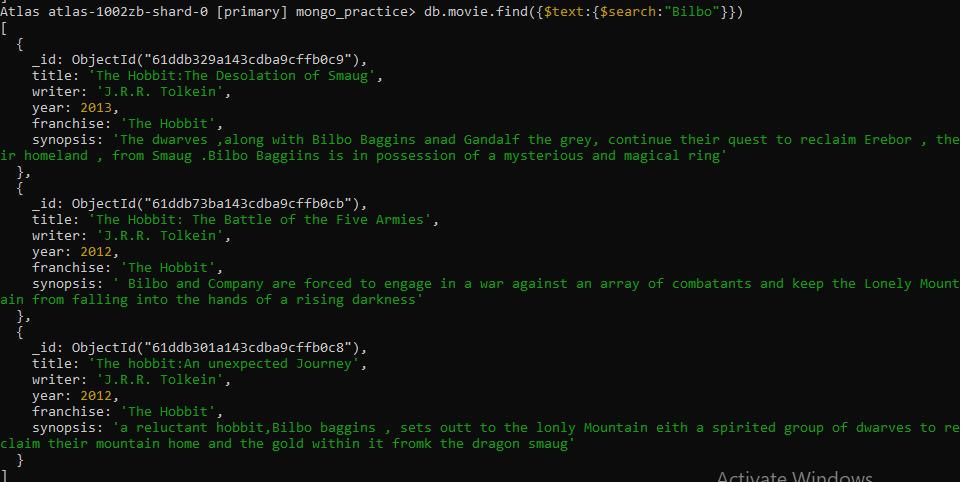 Atlas atlas-1002zb-shard-0 [primary] mongo_practice> db.movie.find({$text:{$search:"Bilbo"}})
[
  {
    _id: ObjectId("61ddb329a143cdba9cffb0c9"),
    title: 'The Hobbit:The Desolation of Smaug',
    writer: 'J.R.R. Tolkein',
    year: 2013,
    franchise: 'The Hobbit',
    synopsis: 'The dwarves ,along with Bilbo Baggins anad Gandalf the grey, continue their quest to reclaim Erebor , the
ir homeland , from Smaug .Bilbo Baggiins is in possession of a mysterious and magical ring'
  },
  {
    _id: ObjectId("61ddb73ba143cdba9cffb0cb"),
    title: 'The Hobbit: The Battle of the Five Armies',
    writer: 'J.R.R. Tolkein',
    year: 2012,
    franchise: 'The Hobbit',
    synopsis: ' Bilbo and Company are forced to engage in a war against an array of combatants and keep the Lonely Mount
ain from falling into the hands of a rising darkness'
  },
  {
    _id: ObjectId("61ddb301a143cdba9cffb0c8"),
    title: 'The hobbit:An unexpected Journey',
    writer: 'J.R.R. Tolkein',
    year: 2012,
    franchise: 'The Hobbit',
    synopsis: 'a reluctant hobbit,Bilbo baggins , sets outt to the lonly Mountain eith a spirited group of dwarves to re
claim their mountain home and the gold within it fromk the dragon smaug'
  }
]
Activate Windows